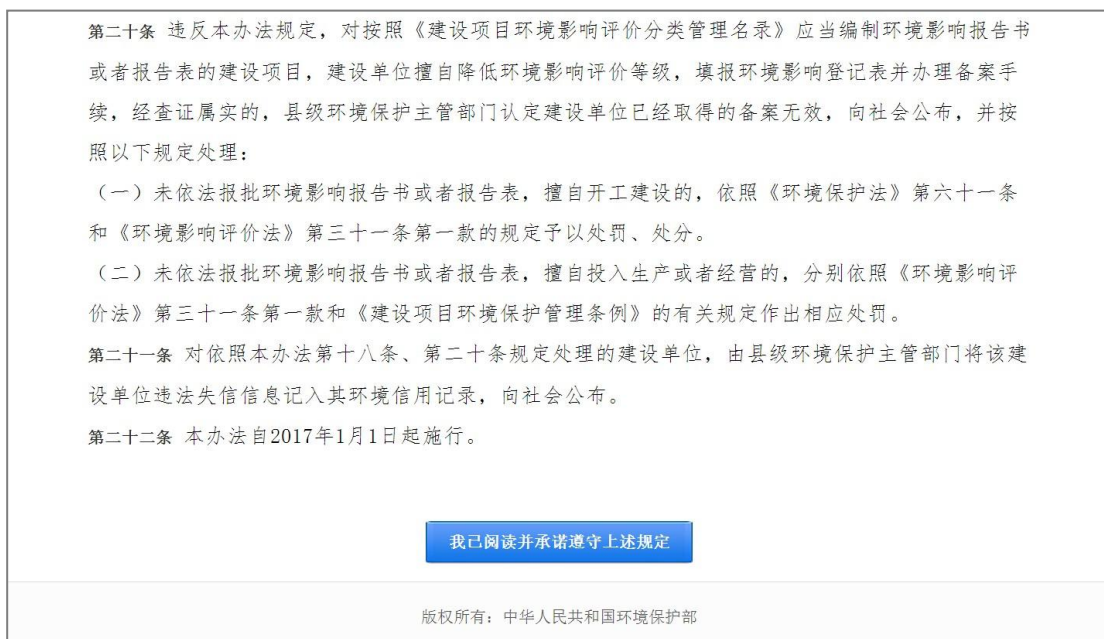 第二十条 违反本办法规定，对按照《建设项目环境影响评价分类管理名录》应当编制环境影响报告书
或者报告表的建设项目，建设单位擅自降低环境影响评价等级，填报环境影响登记表并办理备案手
续，经查证属实的，县级环境保护主管部门认定建设单位已经取得的备案无效，向社会公布，并按
照以下规定处理：
（一）未依法报批环境影响报告书或者报告表，擅自开工建设的，依照《环境保护法》第六十一条
和《环境影响评价法》第三十一条第一款的规定予以处罚、处分。
（二）未依法报批环境影响报告书或者报告表，擅自投入生产或者经营的，分别依照《环境影响评
价法》第三十一条第一款和《建设项目环境保护管理条例》的有关规定作出相应处罚。
第二十一条 对依照本办法第十八条、第二十条规定处理的建设单位，由县级环境保护主管部门将该建
设单位违法失信信息记入其环境信用记录，向社会公布。
第二十二条 本办法自2017年1月1日起施行。
我已阅读并承诺遵守上述规定
版权所有：中华人民共和国环境保护部